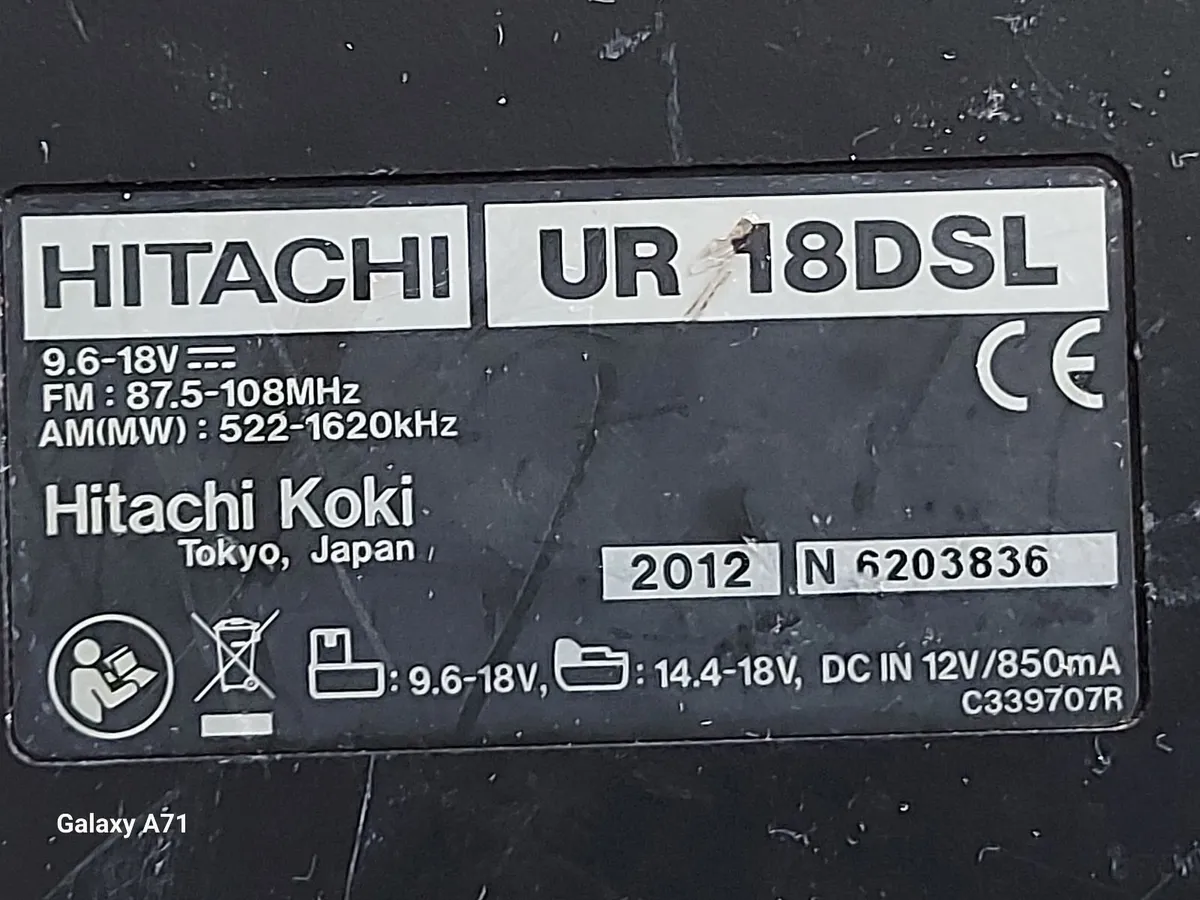 HITACHI UR 18DSL
9.6-18V
FM : 87.5-108MHz
AM(MW) : 522-1620kHz
CE
Hitachi Koki
Tokyo, Japan
2012 N 6203836
: 9.6-18V, : 14.4-18V, DC IN 12V/850mA
C339707R
Galaxy A71